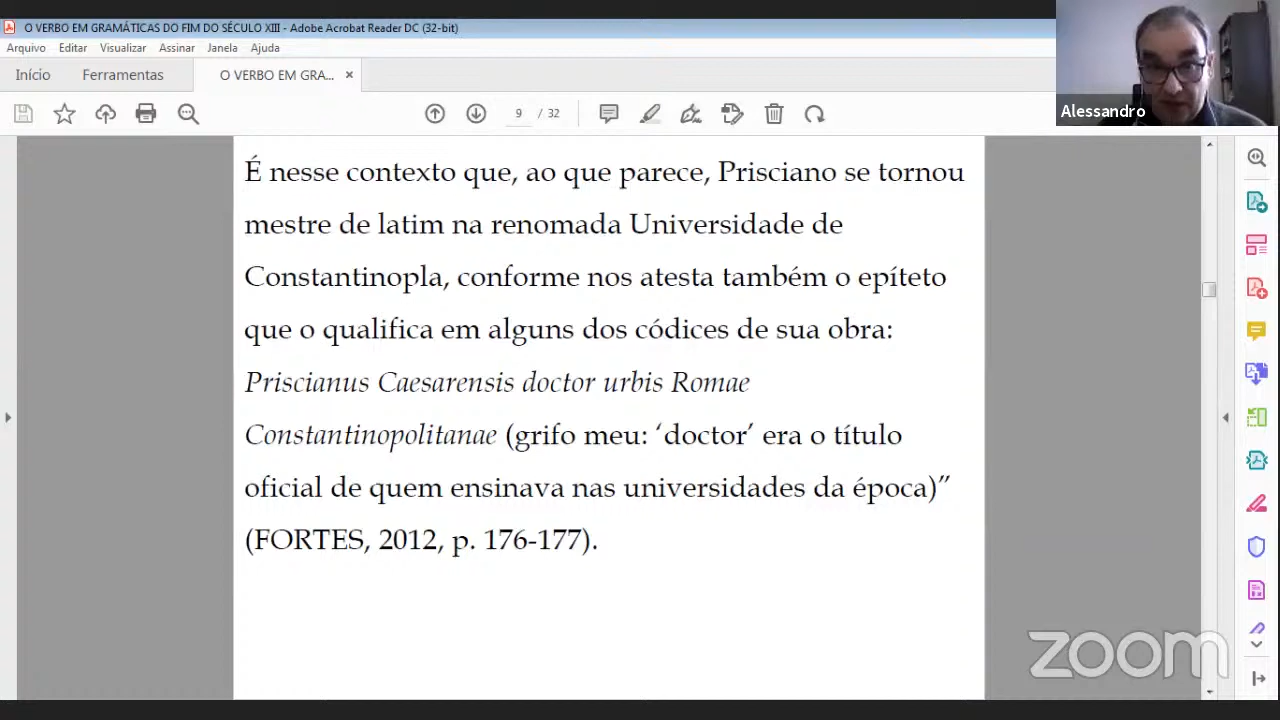 O VERBO EM GRAMÁTICAS DO FIM DO SÉCULO XIII - Adobe Acrobat Reader DC (32-bit)
Arquivo Editar Visualizar Assinar Janela Ajuda
Início Ferramentas O VERBO EM GRA... ×
9 / 32
Alessandro
É nesse contexto que, ao que parece, Prisciano se tornou
mestre de latim na renomada Universidade de
Constantinopla, conforme nos atesta também o epíteto
que o qualifica em alguns dos códices de sua obra:
Priscianus Caesarensis doctor urbis Romae
Constantinopolitanae (grifo meu: ‘doctor’ era o título
oficial de quem ensinava nas universidades da época)”
(FORTES, 2012, p. 176-177).
zoom